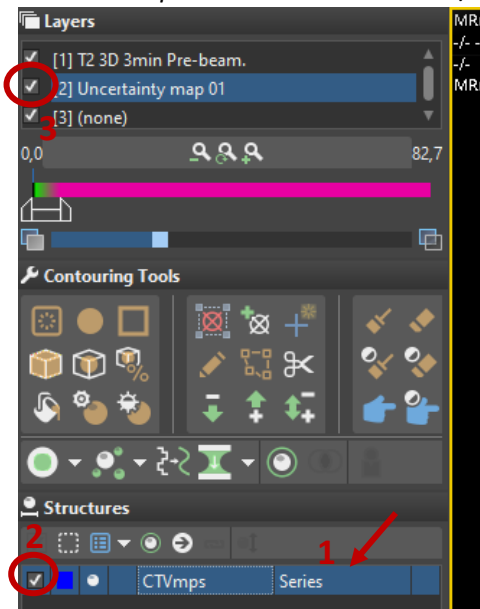 Layers
MR
[1] T2 3D 3min Pre-beam.
-/- -
-/-
[2] Uncertainty map 01
MR
[3] (none)
3
0,0
82,7
Contouring Tools
Structures
2
1
CTVmps Series